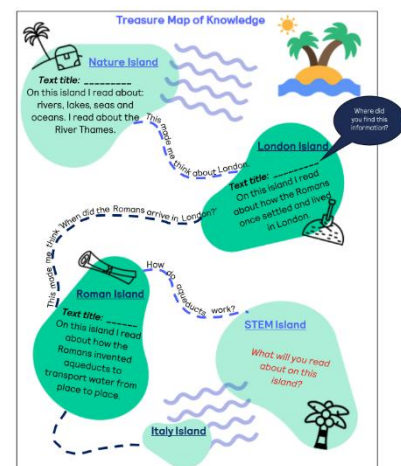 Treasure Map of Knowledge
Nature Island
Text title: _________
On this island I read about:
rivers, lakes, seas and
oceans. I read about the
River Thames.
This made me think about London.
Where did
you find this
information?
London Island
Text title: _________
On this island I read
about how the Romans
once settled and lived
in London.
This made me think 'When did the Romans arrive in London?'
Roman Island
Text title: ______
On this island I read
about how the
Romans invented
aqueducts to
transport water from
place to place.
How do aqueducts work?
STEM Island
What will you read
about on this
island?
Italy Island